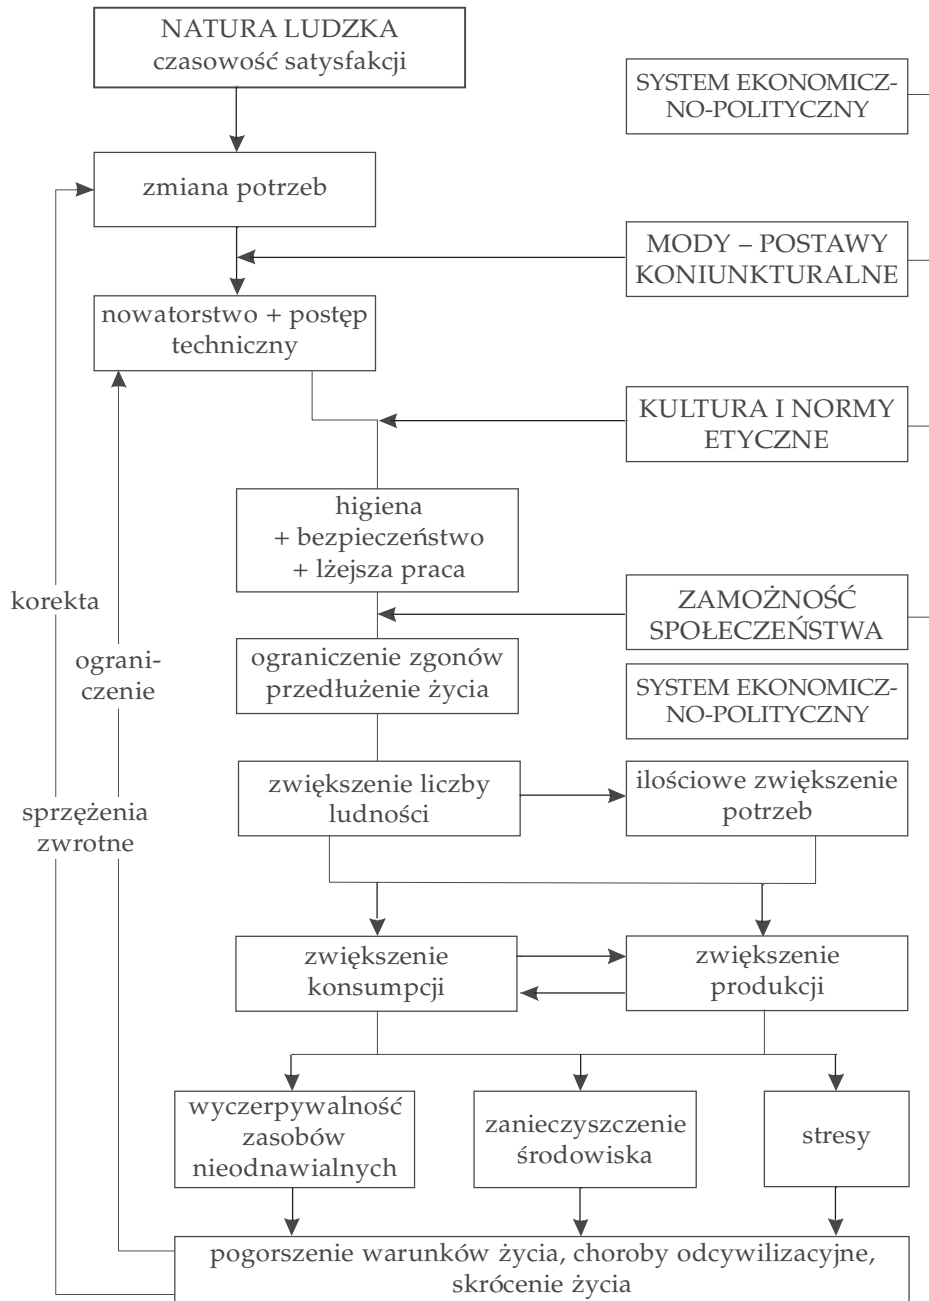 NATURA LUDZKA
czasowość satysfakcji
SYSTEM EKONOMICZ-
NO-POLITYCZNY
zmiana potrzeb
MODY – POSTAWY
KONIUNKTURALNE
nowatorstwo + postęp
techniczny
KULTURA I NORMY
ETYCZNE
higiena
+ bezpieczeństwo
+ lżejsza praca
korekta
ZAMOŻNOŚĆ
SPOŁECZEŃSTWA
ograni-
czenie
ograniczenie zgonów
przedłużenie życia
SYSTEM EKONOMICZ-
NO-POLITYCZNY
sprzężenia
zwrotne
zwiększenie liczby
ludności
ilościowe zwiększenie
potrzeb
zwiększenie
konsumpcji
zwiększenie
produkcji
wyczerpywalność
zasobów
nieodnawialnych
zanieczyszczenie
środowiska
stresy
pogorszenie warunków życia, choroby odcywilizacyjne,
skrócenie życia